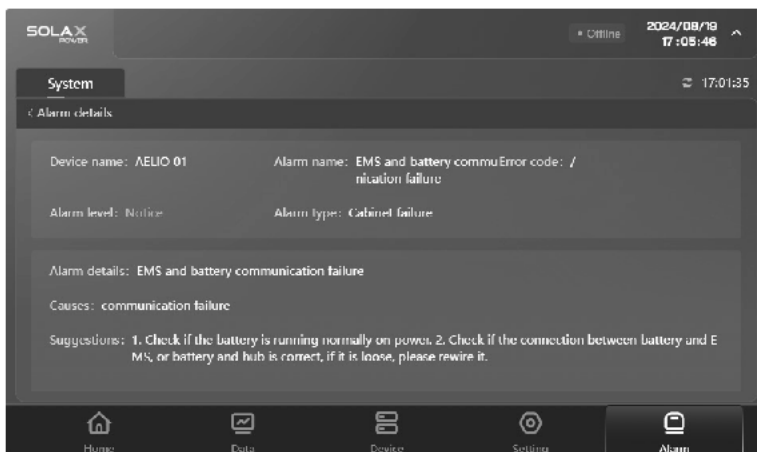 SOLAX
POWER
• Offline
2024/08/19
17:05:46
System
17:01:35
< Alarm details
Device name: AELIO 01
Alarm name: EMS and battery commu
nication failure
Error code: /
Alarm level: Notice
Alarm type: Cabinet failure
Alarm details: EMS and battery communication failure
Causes: communication failure
Suggestions: 1. Check if the battery is running normally on power. 2. Check if the connection between battery and E
MS, or battery and hub is correct, if it is loose, please rewire it.
Home
Data
Device
Setting
Alarm